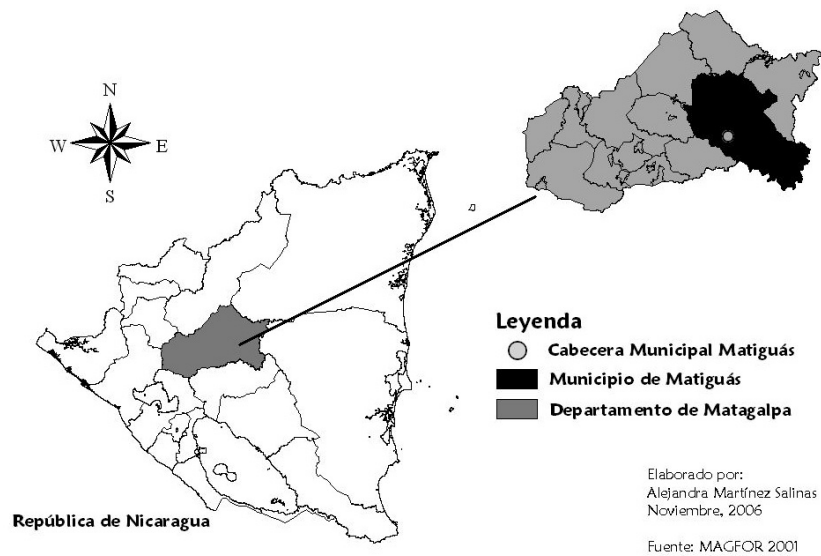 N
W
E
S
Leyenda
Cabecera Municipal Matiguás
Municipio de Matiguás
Departamento de Matagalpa
Elaborado por:
Alejandra Martínez Salinas
Noviembre, 2006
República de Nicaragua
Fuente: MAGFOR 2001